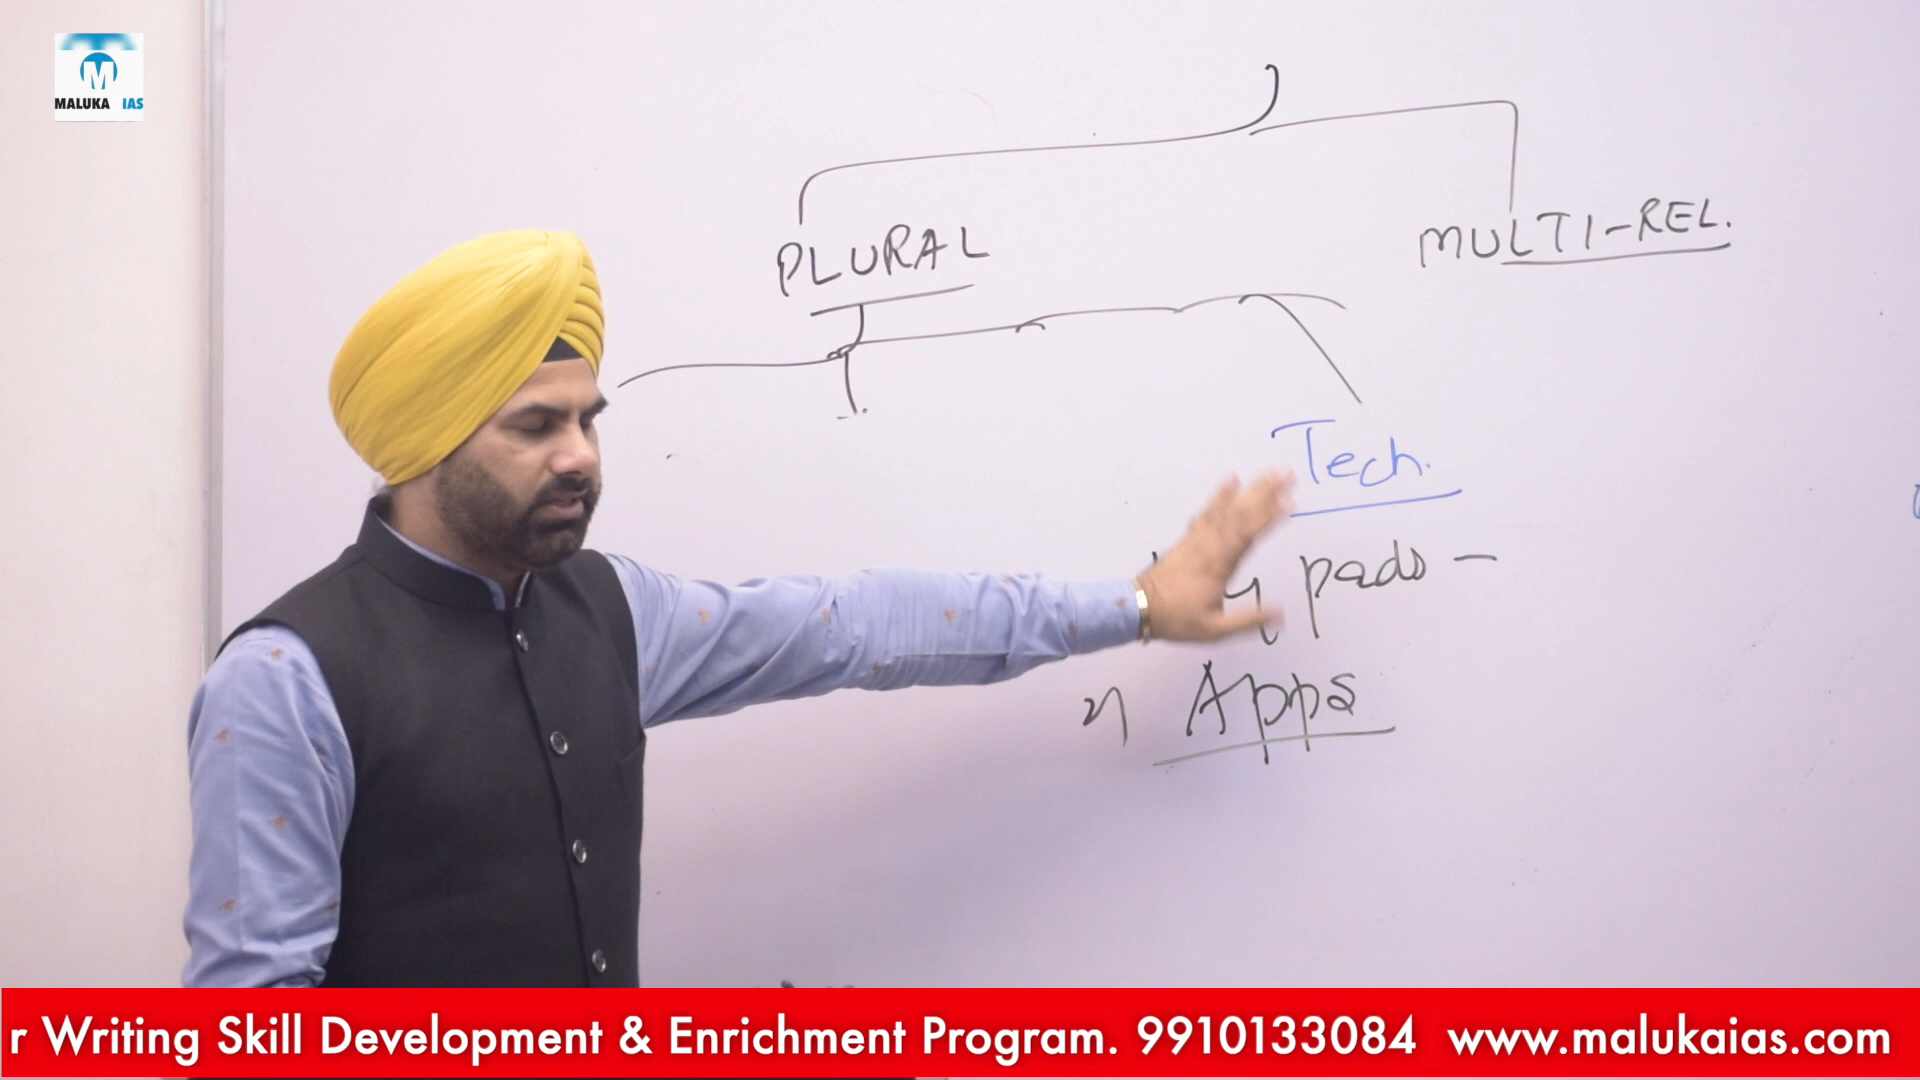 MALUKA IAS
PLURAL
MULTI-REL.
Tech.
pads -
Apps
r Writing Skill Development & Enrichment Program. 9910133084 www.malukaias.com